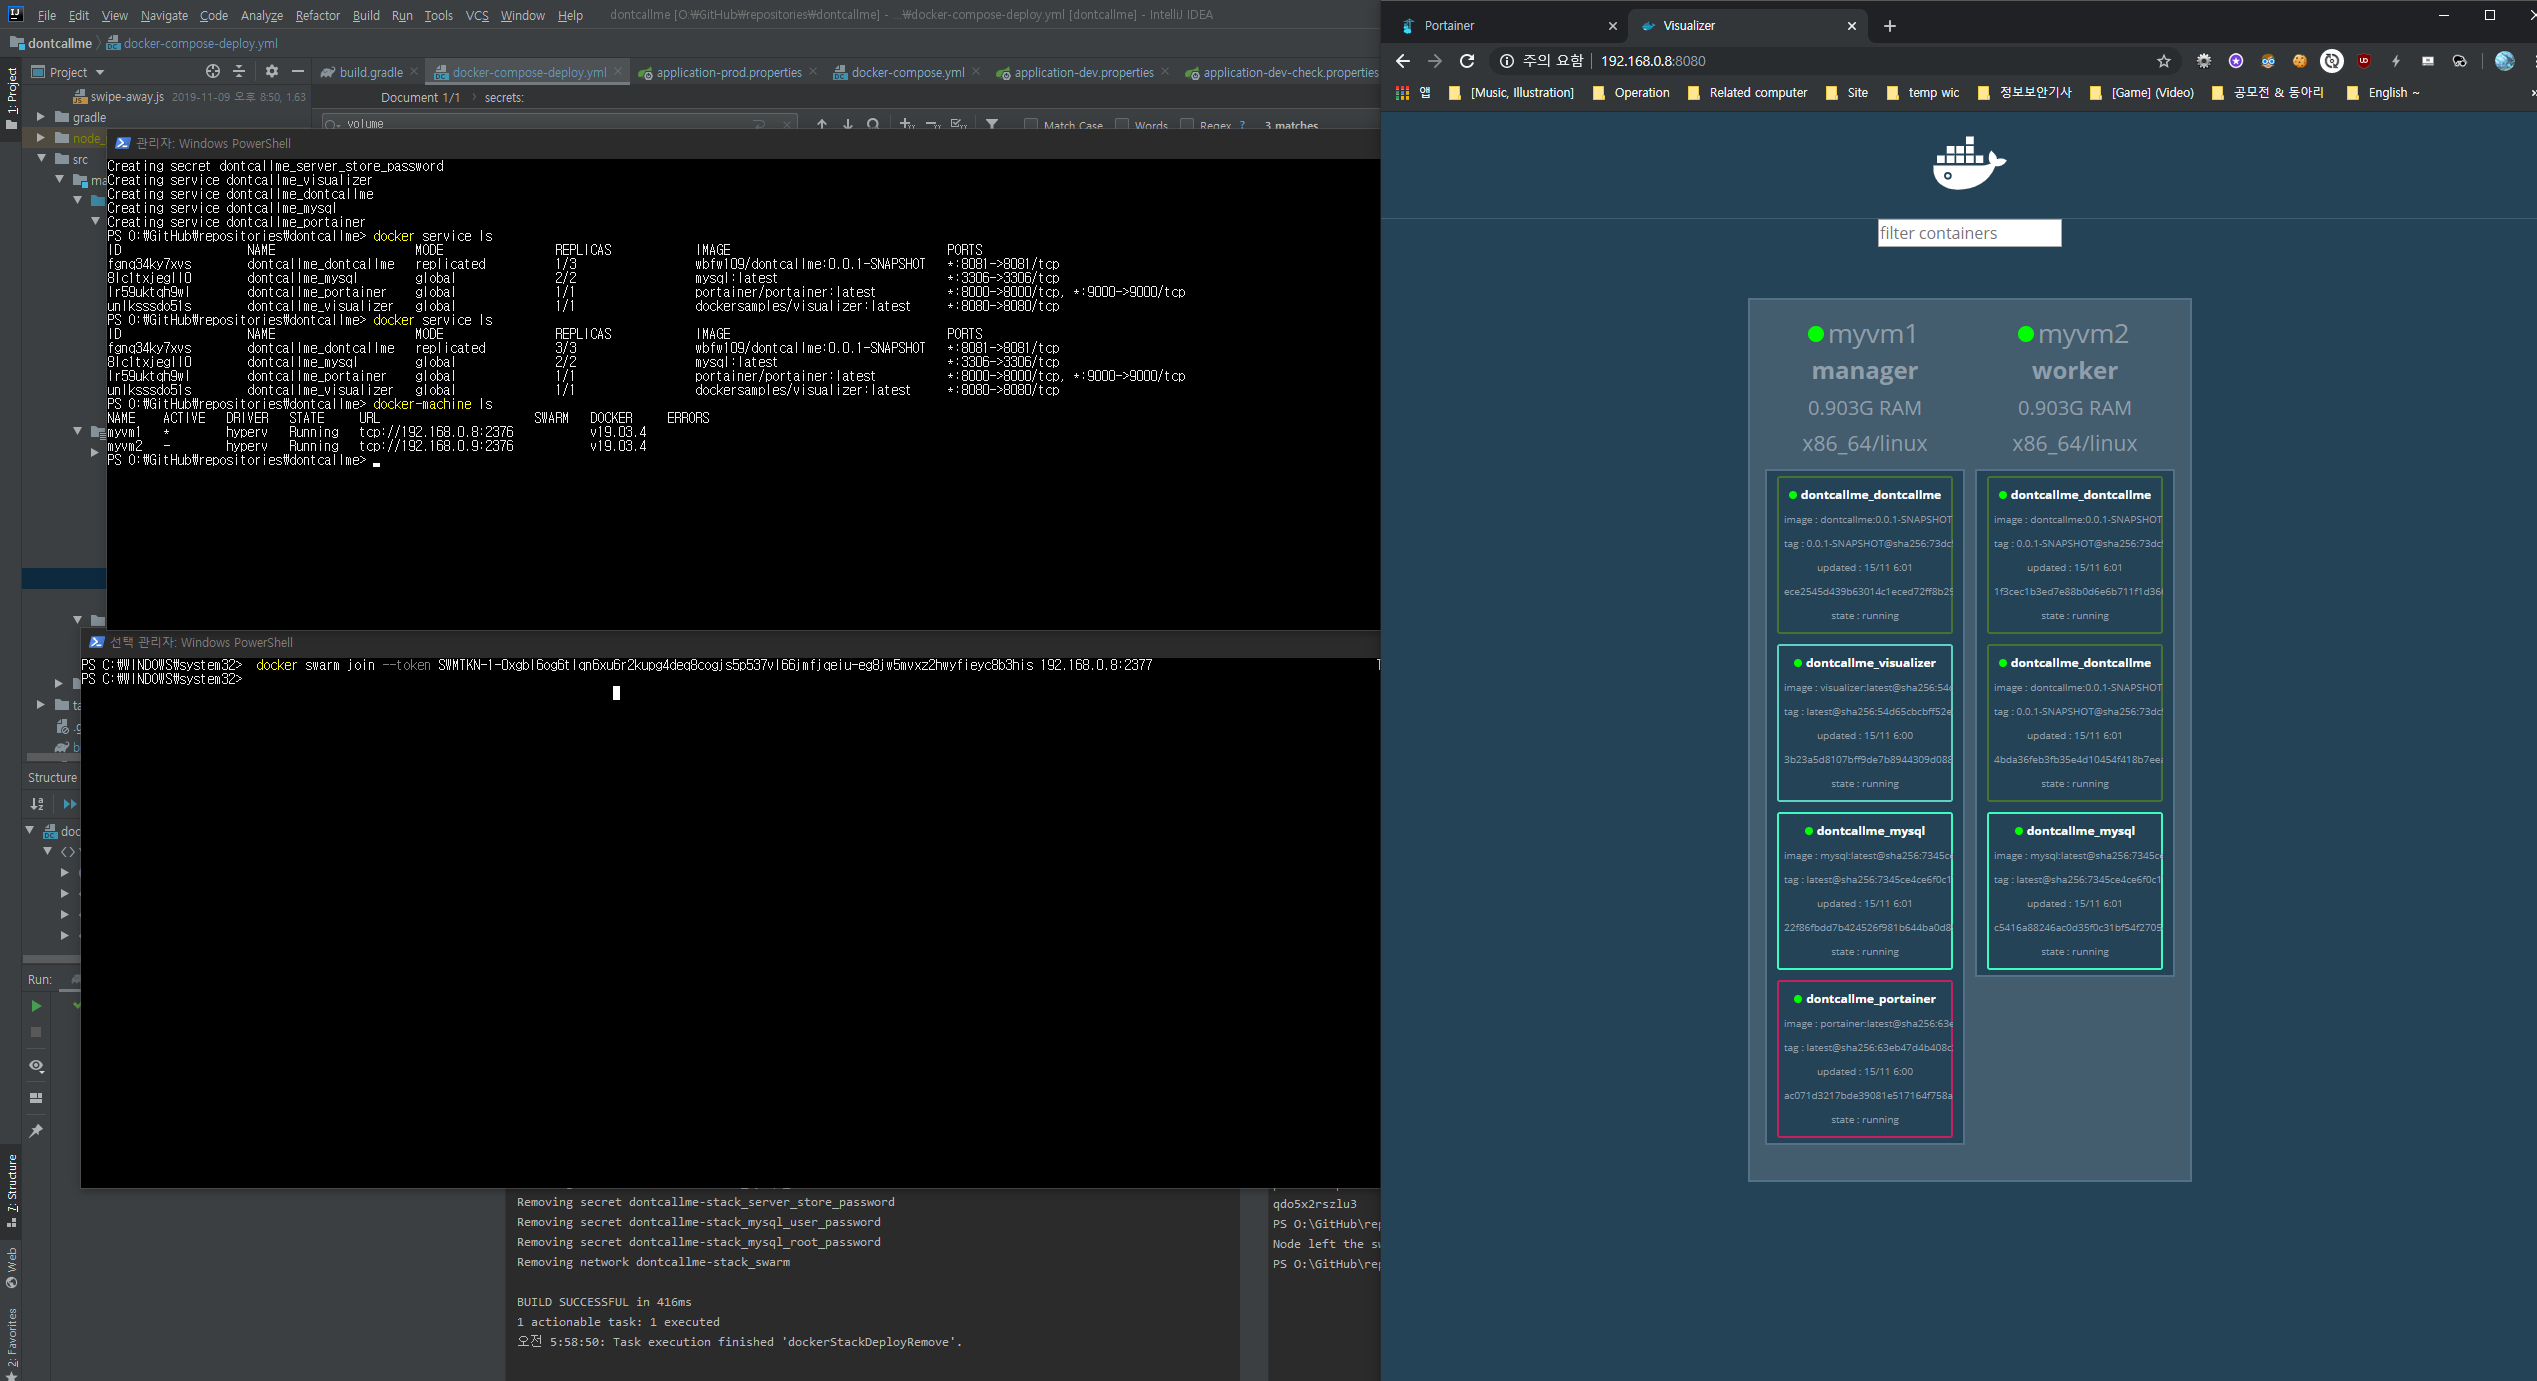 File Edit View Navigate Code Analyze Refactor Build Run Tools VCS Window Help dontcallme [O:₩GitHub₩repositories₩dontcallme] - ...₩docker-compose-deploy.yml [dontcallme] - IntelliJ IDEA
dontcallme docker-compose-deploy.yml
Project
build.gradle docker-compose-deploy.yml application-prod.properties docker-compose.yml application-dev.properties application-dev-check.properties
1: Project
swipe-away.js 2019-11-09 오후 8:50, 1.63
Document 1/1 secrets:
gradle
volume Match Case Words Regex ? 3 matches
node_
src
ma
관리자: Windows PowerShell
Creating secret dontcallme_server_store_password
Creating service dontcallme_visualizer
Creating service dontcallme_dontcallme
Creating service dontcallme_mysql
Creating service dontcallme_portainer
PS O:₩GitHub₩repositories₩dontcallme> docker service ls
ID NAME MODE REPLICAS IMAGE PORTS
fgnq34ky7xvs dontcallme_dontcallme replicated 1/3 wbfw109/dontcallme:0.0.1-SNAPSHOT *:8081->8081/tcp
dontcallme_mysql global 2/2 mysql:latest *:3306->3306/tcp
lr59uktqh9wl dontcallme_portainer global 1/1 portainer/portainer:latest *:8000->8000/tcp, *:9000->9000/tcp
unlksssdo51s dontcallme_visualizer global 1/1 dockersamples/visualizer:latest *:8080->8080/tcp
PS O:₩GitHub₩repositories₩dontcallme> docker service ls
ID NAME MODE REPLICAS IMAGE PORTS
fgnq34ky7xvs dontcallme_dontcallme replicated 3/3 wbfw109/dontcallme:0.0.1-SNAPSHOT *:8081->8081/tcp
dontcallme_mysql global 2/2 mysql:latest *:3306->3306/tcp
lr59uktqh9wl dontcallme_portainer global 1/1 portainer/portainer:latest *:8000->8000/tcp, *:9000->9000/tcp
unlksssdo51s dontcallme_visualizer global 1/1 dockersamples/visualizer:latest *:8080->8080/tcp
PS O:₩GitHub₩repositories₩dontcallme> docker-machine ls
NAME ACTIVE DRIVER STATE URL SWARM DOCKER ERRORS
myvm1 * hyperv Running tcp://192.168.0.8:2376 v19.03.4
myvm2 - hyperv Running tcp://192.168.0.9:2376 v19.03.4
PS O:₩GitHub₩repositories₩dontcallme>
선택 관리자: Windows PowerShell
PS C:₩WINDOWS₩system32> docker swarm join --token 192.168.0.8:2377
PS C:₩WINDOWS₩system32>
ta
.g
b
Structure
doc
Run:
7: Structure
Web
2: Favorites
Removing secret dontcallme-stack_server_store_password
Removing secret dontcallme-stack_mysql_user_password
Removing secret dontcallme-stack_mysql_root_password
Removing network dontcallme-stack_swarm
BUILD SUCCESSFUL in 416ms
1 actionable task: 1 executed
오전 5:58:50: Task execution finished 'dockerStackDeployRemove'.
qdo5x2rszlu3
PS O:\GitHub\rep
Node left the sw
PS O:\GitHub\rep
Portainer Visualizer
주의 요함 192.168.0.8:8080
앱 [Music, Illustration] Operation Related computer Site temp wic 정보보안기사 [Game] (Video) 공모전 & 동아리 English ~
filter containers
myvm1
manager
0.903G RAM
x86_64/linux
dontcallme_dontcallme
image : dontcallme:0.0.1-SNAPSHOT
tag : 0.0.1-SNAPSHOT@sha256:73dc
updated : 15/11 6:01
ece2545d439b63014c1eced72ff8b29
state : running
dontcallme_visualizer
image : visualizer:latest@sha256:54d
tag : latest@sha256:54d65cbcbff52e
updated : 15/11 6:00
3b23a5d8107bff9de7b8944309d088
state : running
dontcallme_mysql
image : mysql:latest@sha256:7345ce
tag : latest@sha256:7345ce4ce6f0c1
updated : 15/11 6:01
22f86fbdd7b424526f981b644ba0d8
state : running
dontcallme_portainer
image : portainer:latest@sha256:63e
tag : latest@sha256:63eb47d4b408c
updated : 15/11 6:00
ac071d3217bde39081e517164f758a
state : running
myvm2
worker
0.903G RAM
x86_64/linux
dontcallme_dontcallme
image : dontcallme:0.0.1-SNAPSHOT
tag : 0.0.1-SNAPSHOT@sha256:73dc
updated : 15/11 6:01
1f3cec1b3ed7e88b0d6e6b711f1d36
state : running
dontcallme_dontcallme
image : dontcallme:0.0.1-SNAPSHOT
tag : 0.0.1-SNAPSHOT@sha256:73dc
updated : 15/11 6:01
4bda36feb3fb35e4d10454f418b7ee
state : running
dontcallme_mysql
image : mysql:latest@sha256:7345ce
tag : latest@sha256:7345ce4ce6f0c1
updated : 15/11 6:01
c5416a88246ac0d35f0c31bf54f2705
state : running